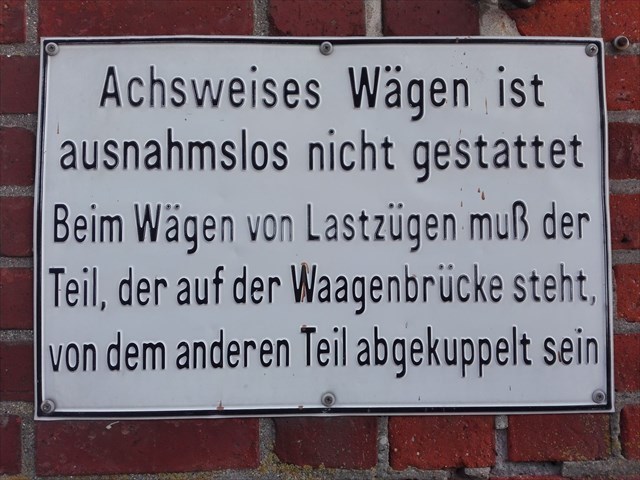 Achsweises Wägen ist
ausnahmslos nicht gestattet
Beim Wägen von Lastzügen muß der
Teil, der auf der Waagenbrücke steht,
von dem anderen Teil abgekuppelt sein